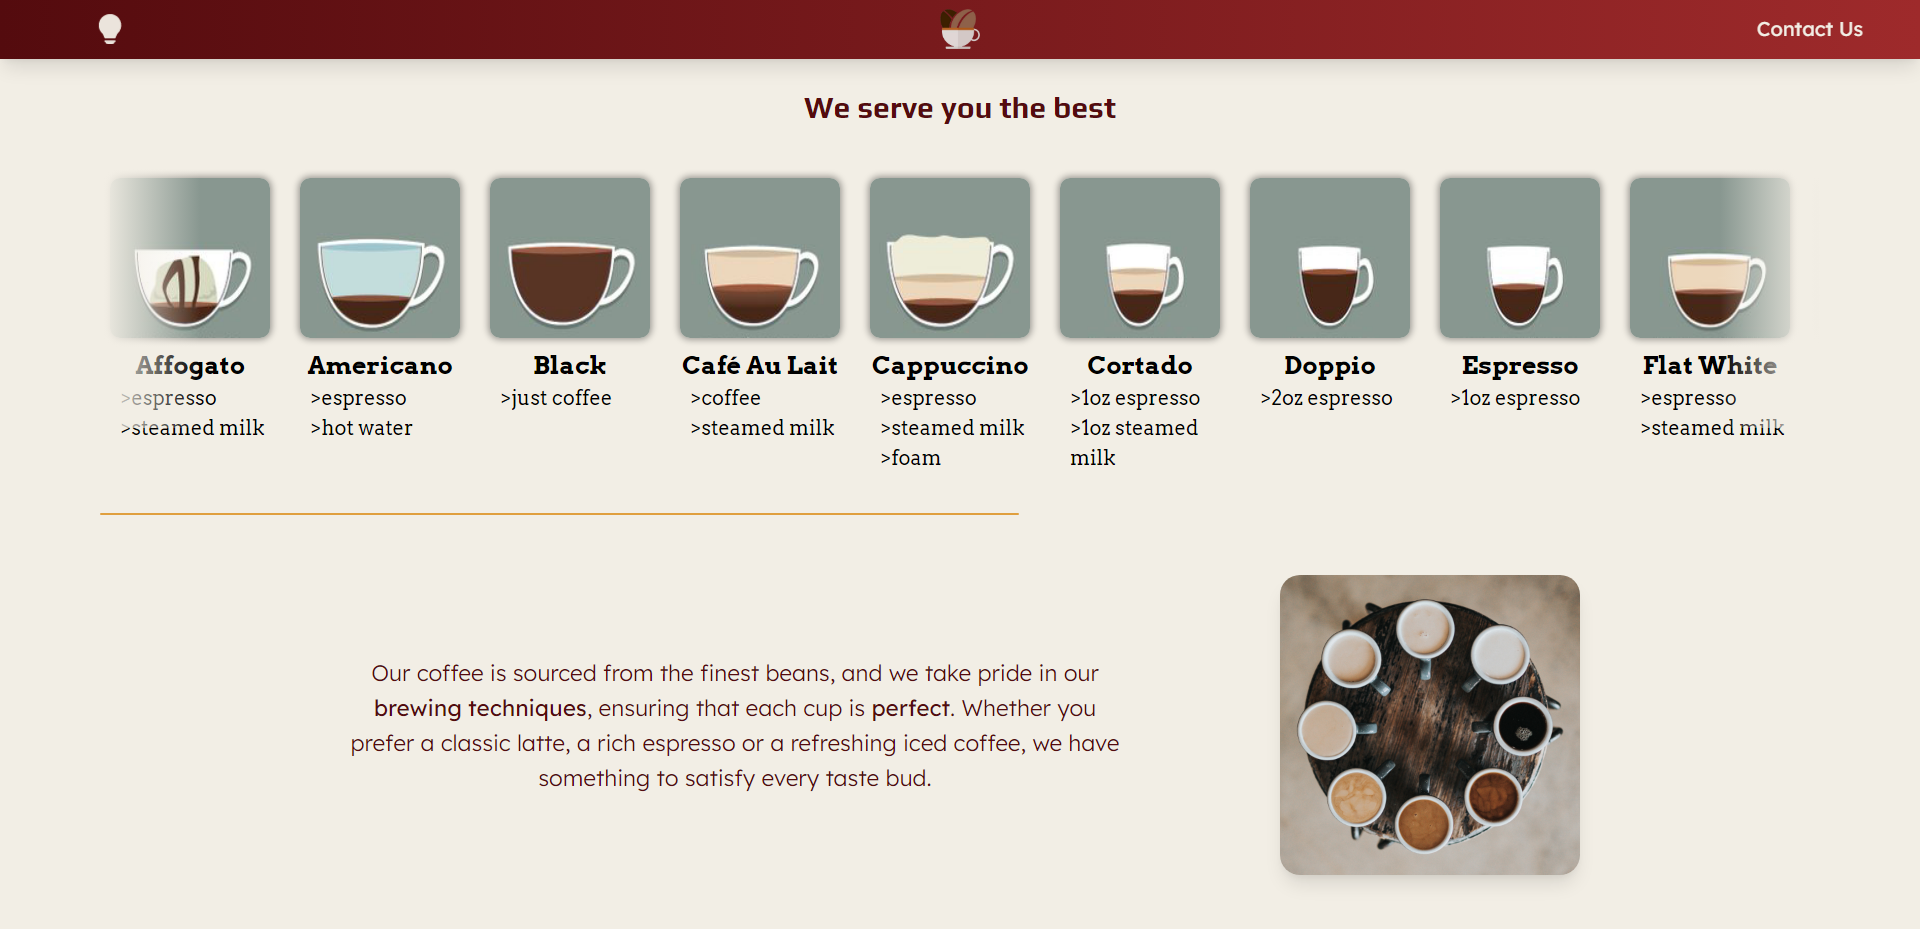 Contact Us
We serve you the best
Affogato
>espresso
>steamed milk
Americano
>espresso
>hot water
Black
>just coffee
Café Au Lait
>coffee
>steamed milk
Cappuccino
>espresso
>steamed milk
>foam
Cortado
>1oz espresso
>1oz steamed
milk
Doppio
>2oz espresso
Espresso
>1oz espresso
Flat White
>espresso
>steamed milk
Our coffee is sourced from the finest beans, and we take pride in our
brewing techniques, ensuring that each cup is perfect. Whether you
prefer a classic latte, a rich espresso or a refreshing iced coffee, we have
something to satisfy every taste bud.